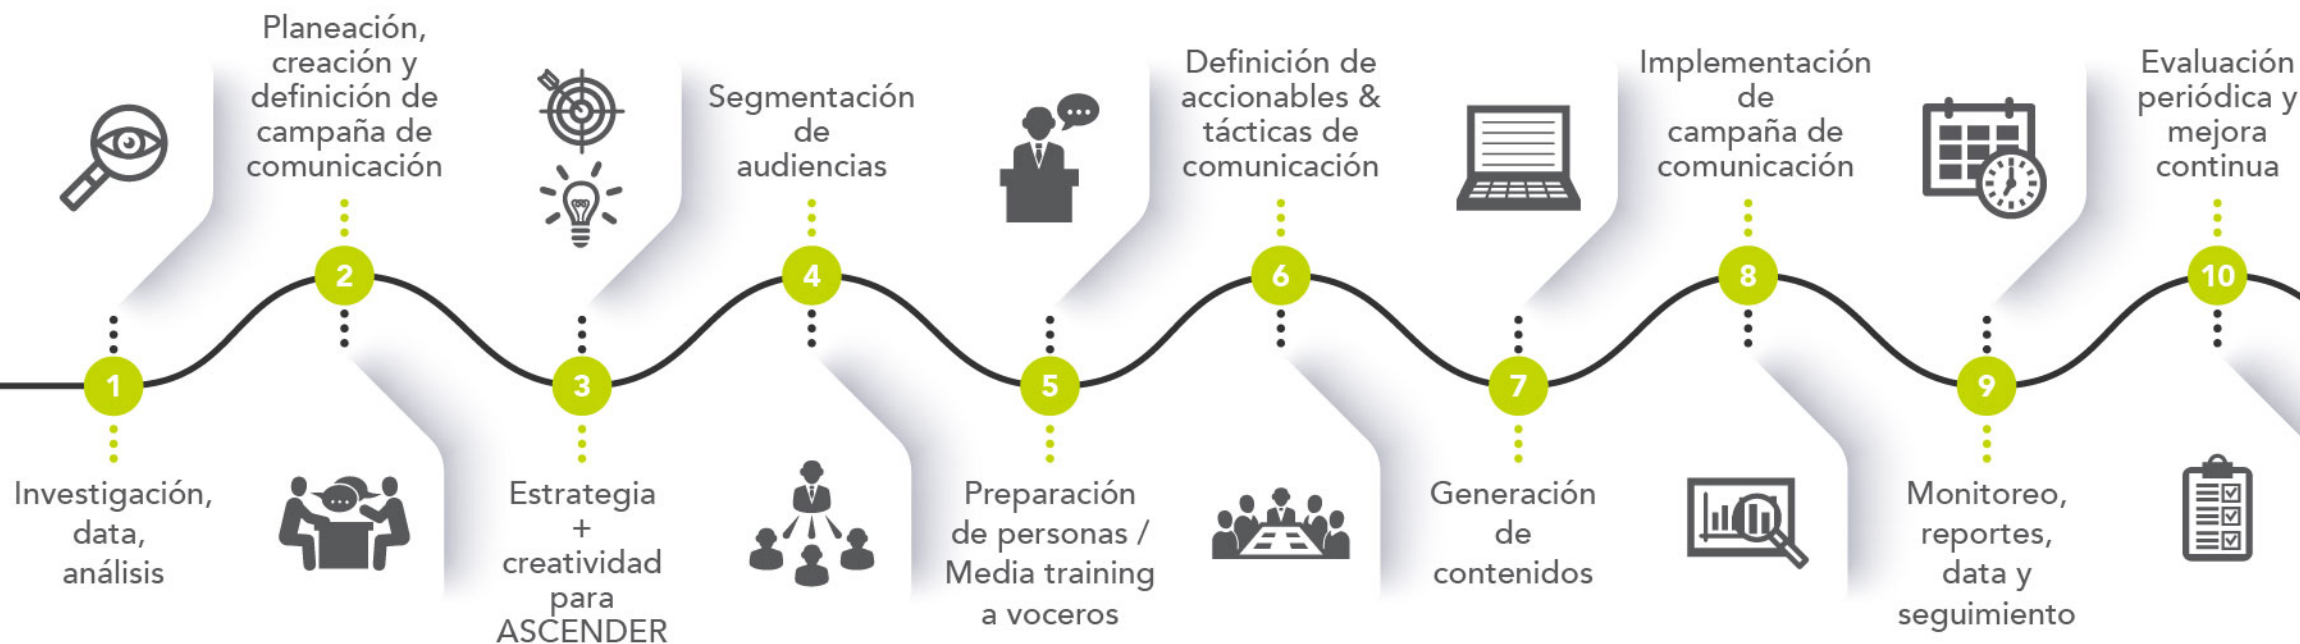 1
Investigación,
data,
análisis
Planeación,
creación y
definición de
campaña de
comunicación
2
3
Estrategia
+
creatividad
para
ASCENDER
Segmentación
de
audiencias
4
5
Preparación
de personas /
Media training
a voceros
Definición de
accionables &
tácticas de
comunicación
6
7
Generación
de
contenidos
Implementación
de
campaña de
comunicación
8
9
Monitoreo,
reportes,
data y
seguimiento
Evaluación
periódica y
mejora
continua
10